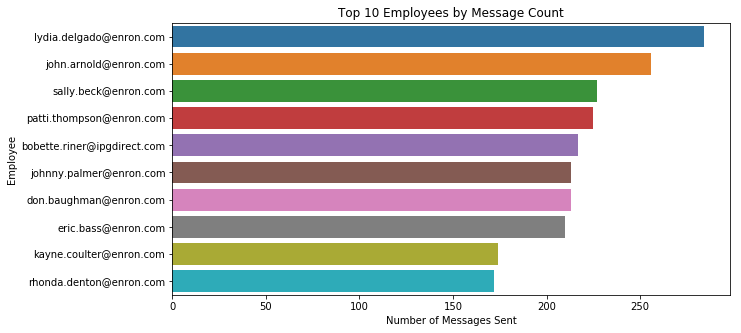 Top 10 Employees by Message Count
Employee
lydia.delgado@enron.com
john.arnold@enron.com
sally.beck@enron.com
patti.thompson@enron.com
bobette.riner@ipgdirect.com
johnny.palmer@enron.com
don.baughman@enron.com
eric.bass@enron.com
kayne.coulter@enron.com
rhonda.denton@enron.com
0 50 100 150 200 250
Number of Messages Sent